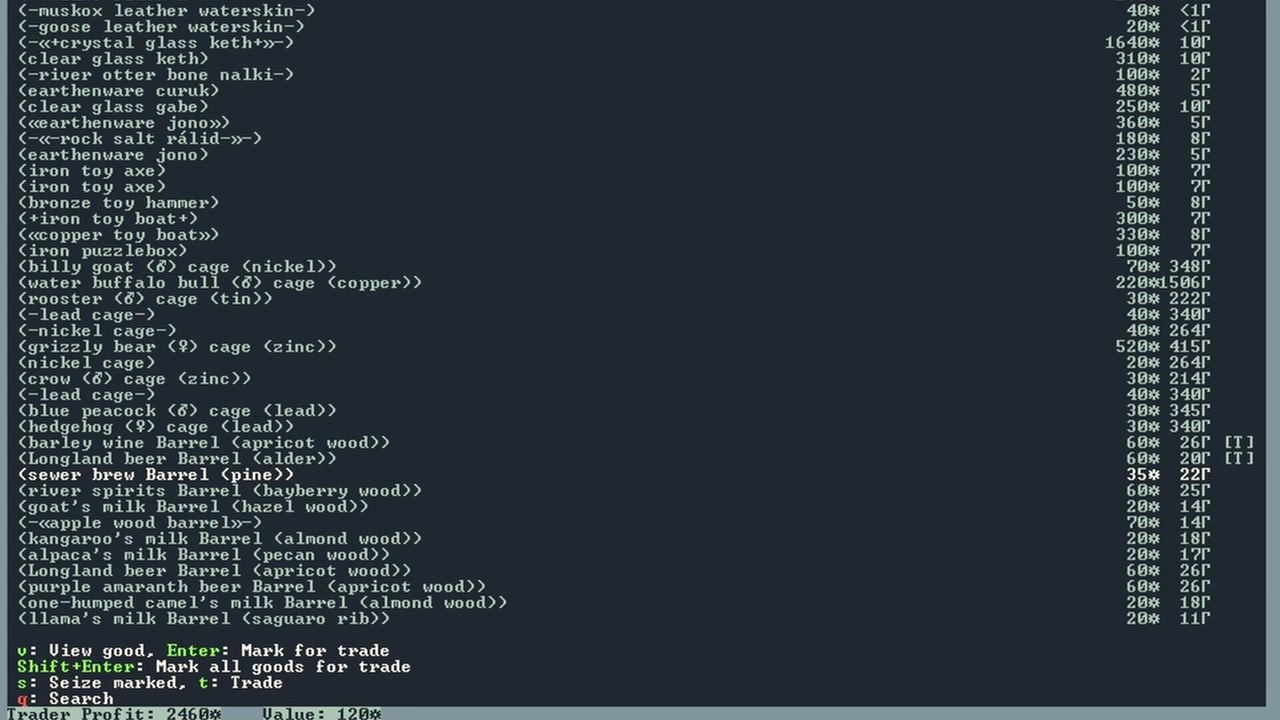 (-muskox leather waterskin-) 40☼ <1Γ
(-goose leather waterskin-) 20☼ <1Γ
(-«+crystal glass keth+»-) 1640☼ 10Γ
(clear glass keth) 310☼ 10Γ
(-river otter bone nalki-) 100☼ 2Γ
(earthenware curuk) 480☼ 5Γ
(clear glass gabe) 250☼ 10Γ
(«earthenware jono») 360☼ 5Γ
(-«-rock salt rálid-»-) 180☼ 8Γ
(earthenware jono) 230☼ 5Γ
(iron toy axe) 100☼ 7Γ
(iron toy axe) 100☼ 7Γ
(bronze toy hammer) 50☼ 8Γ
(+iron toy boat+) 300☼ 7Γ
(«copper toy boat») 330☼ 8Γ
(iron puzzlebox) 100☼ 7Γ
(billy goat (♂) cage (nickel)) 70☼ 348Γ
(water buffalo bull (♂) cage (copper)) 220☼1506Γ
(rooster (♂) cage (tin)) 30☼ 222Γ
(-lead cage-) 40☼ 340Γ
(-nickel cage-) 40☼ 264Γ
(grizzly bear (♀) cage (zinc)) 520☼ 415Γ
(nickel cage) 20☼ 264Γ
(crow (♂) cage (zinc)) 30☼ 214Γ
(-lead cage-) 40☼ 340Γ
(blue peacock (♂) cage (lead)) 30☼ 345Γ
(hedgehog (♀) cage (lead)) 30☼ 340Γ
(barley wine Barrel (apricot wood)) 60☼ 26Γ [T]
(Longland beer Barrel (alder)) 60☼ 20Γ [T]
(sewer brew Barrel (pine)) 35☼ 22Γ
(river spirits Barrel (bayberry wood)) 60☼ 25Γ
(goat's milk Barrel (hazel wood)) 20☼ 14Γ
(-«apple wood barrel»-) 70☼ 14Γ
(kangaroo's milk Barrel (almond wood)) 20☼ 18Γ
(alpaca's milk Barrel (pecan wood)) 20☼ 17Γ
(Longland beer Barrel (apricot wood)) 60☼ 26Γ
(purple amaranth beer Barrel (apricot wood)) 60☼ 26Γ
(one-humped camel's milk Barrel (almond wood)) 20☼ 18Γ
(llama's milk Barrel (saguaro rib)) 20☼ 11Γ
v: View good, Enter: Mark for trade
Shift+Enter: Mark all goods for trade
s: Seize marked, t: Trade
q: Search
Trader Profit: 2460☼ Value: 120☼